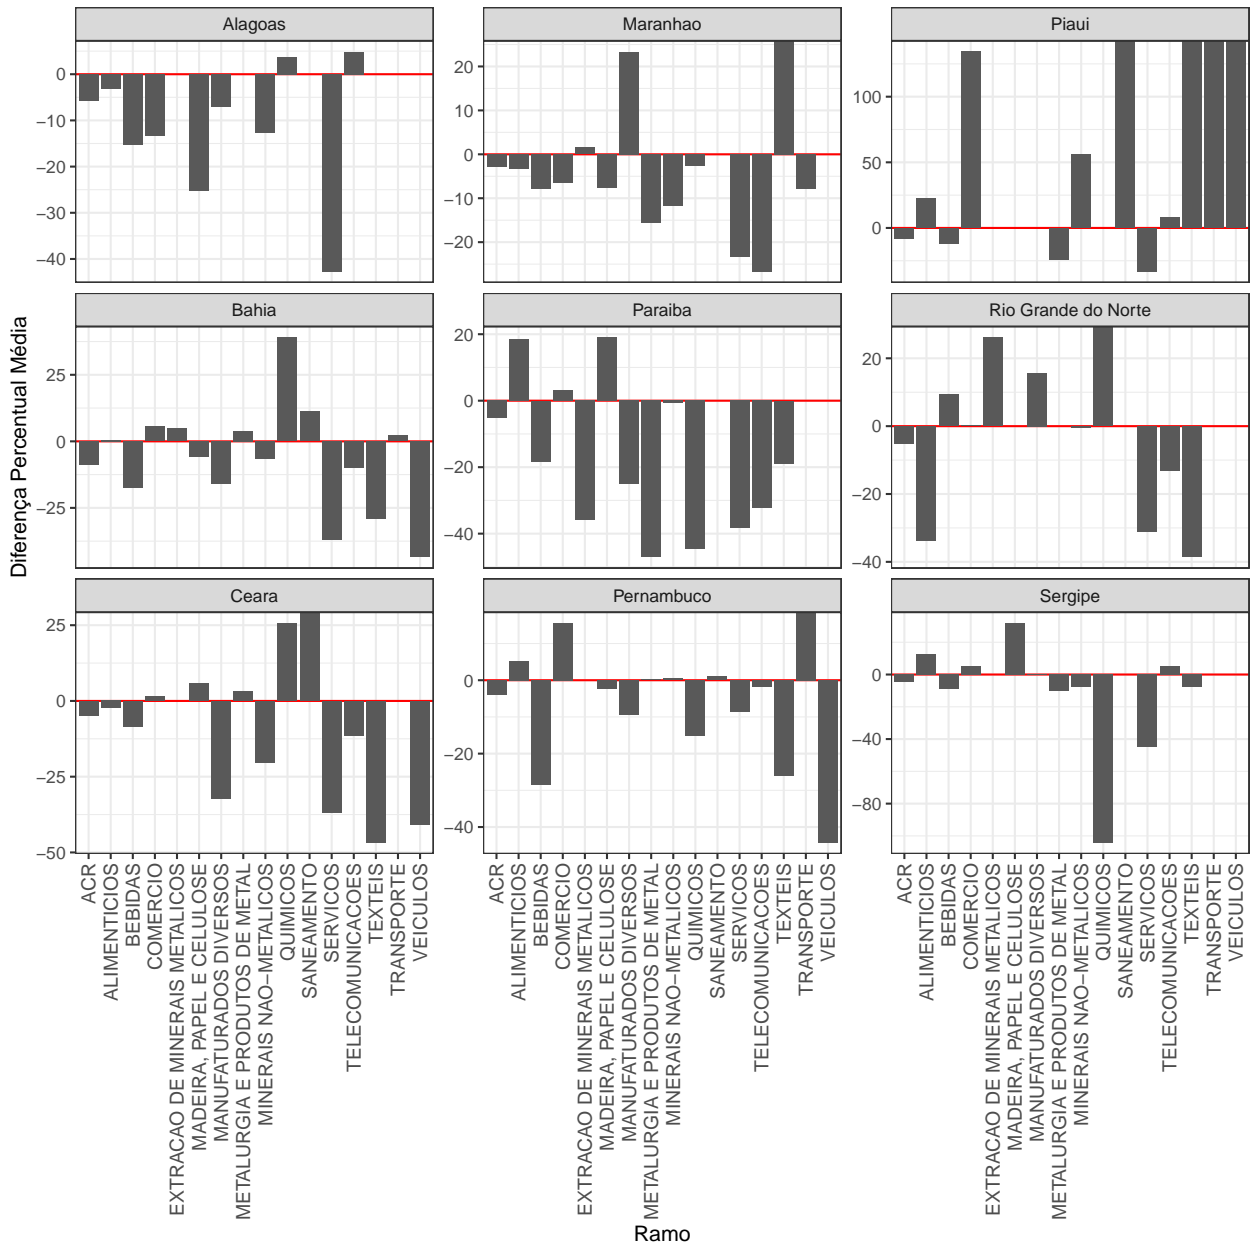 Alagoas
Maranhao
Piaui
0
−10
−20
−30
−40
20
10
0
−10
−20
100
50
0
Bahia
Paraiba
Rio Grande do Norte
25
0
−25
20
0
−20
−40
20
0
−20
−40
Ceara
Pernambuco
Sergipe
25
0
−25
−50
0
−20
−40
0
−40
−80
ACR
ALIMENTICIOS
BEBIDAS
COMERCIO
EXTRACAO DE MINERAIS METALICOS
MADEIRA, PAPEL E CELULOSE
MANUFATURADOS DIVERSOS
METALURGIA E PRODUTOS DE METAL
MINERAIS NAO−METALICOS
QUIMICOS
SANEAMENTO
SERVICOS
TELECOMUNICACOES
TEXTEIS
TRANSPORTE
VEICULOS
ACR
ALIMENTICIOS
BEBIDAS
COMERCIO
EXTRACAO DE MINERAIS METALICOS
MADEIRA, PAPEL E CELULOSE
MANUFATURADOS DIVERSOS
METALURGIA E PRODUTOS DE METAL
MINERAIS NAO−METALICOS
QUIMICOS
SANEAMENTO
SERVICOS
TELECOMUNICACOES
TEXTEIS
TRANSPORTE
VEICULOS
ACR
ALIMENTICIOS
BEBIDAS
COMERCIO
EXTRACAO DE MINERAIS METALICOS
MADEIRA, PAPEL E CELULOSE
MANUFATURADOS DIVERSOS
METALURGIA E PRODUTOS DE METAL
MINERAIS NAO−METALICOS
QUIMICOS
SANEAMENTO
SERVICOS
TELECOMUNICACOES
TEXTEIS
TRANSPORTE
VEICULOS
Ramo
Diferença Percentual Média